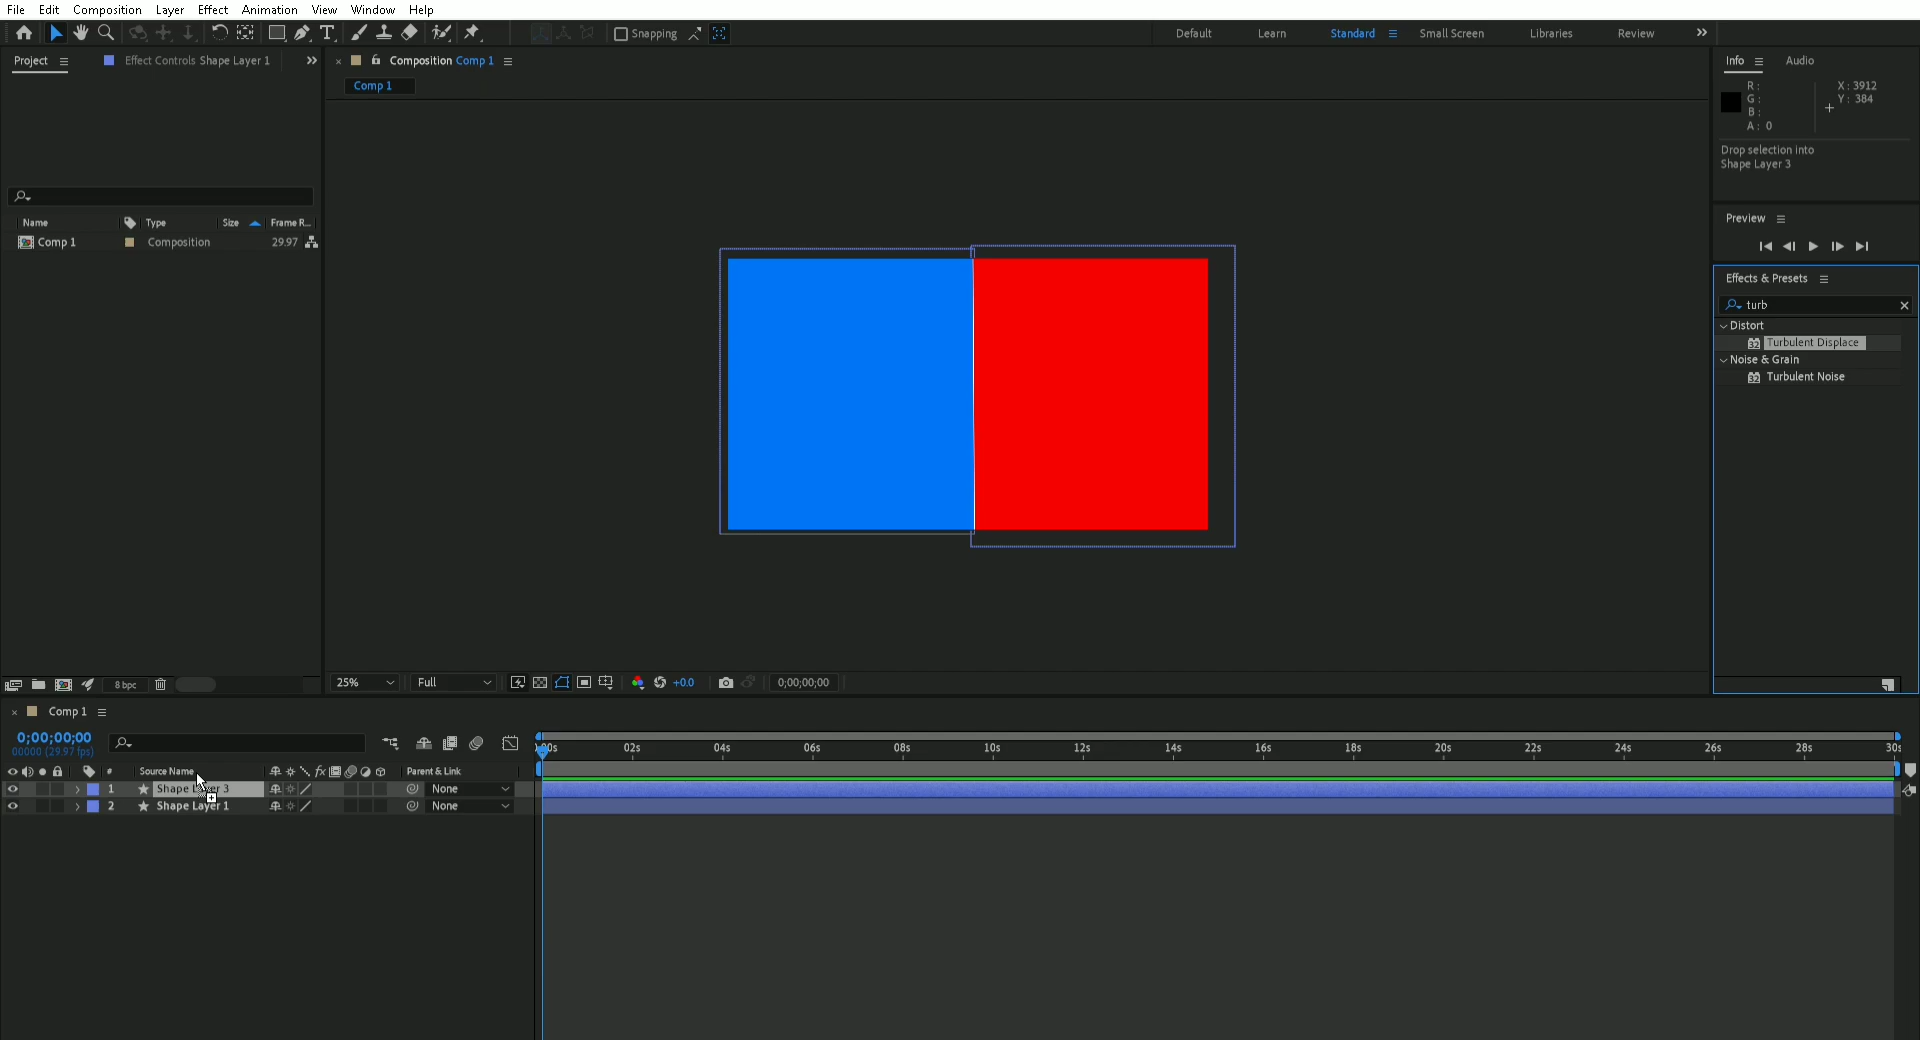 File Edit Composition Layer Effect Animation View Window Help
Snapping
Default Learn Standard Small Screen Libraries Review
Project
Effect Controls Shape Layer 1
Composition Comp 1
Comp 1
Info Audio
R:
G:
B:
A: 0
X: 3912
Y: 384
Drop selection into
Shape Layer 3
Name Type Size Frame R...
Comp 1 Composition 29.97
Preview
Effects & Presets
turb
Distort
32 Turbulent Displace
Noise & Grain
32 Turbulent Noise
8 bpc
25% Full +0.0 0;00;00;00
Comp 1
0;00;00;00
00000 (29.97 fps)
:00s 02s 04s 06s 08s 10s 12s 14s 16s 18s 20s 22s 24s 26s 28s 30s
# Source Name fx Parent & Link
1 Shape Layer 3 None
2 Shape Layer 1 None